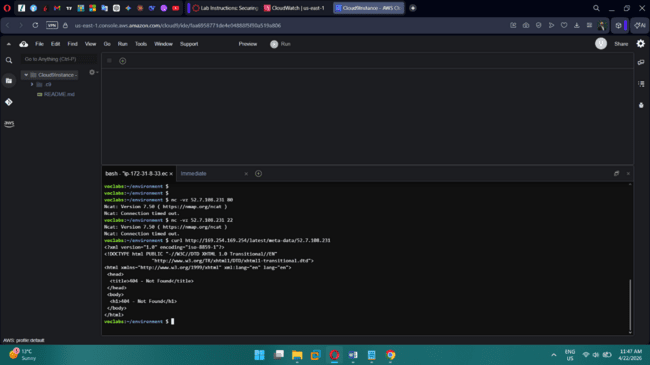 Lab Instructions: Securing
CloudWatch | us-east-1
Cloud9Instance - AWS Cl
VPN
us-east-1.console.aws.amazon.com/cloud9/ide/
File Edit Find View Go Run Tools Window Support
Preview
Run
Share
AI
Go to Anything (Ctrl-P)
Cloud9Instance -
.c9
README.md
aws
bash - "ip-172-31-8-33.ec
Immediate
voclabs:~/environment $
voclabs:~/environment $
voclabs:~/environment $ nc -vz 52.7.108.231 80
Ncat: Version 7.50 ( https://nmap.org/ncat )
Ncat: Connection timed out.
voclabs:~/environment $ nc -vz 52.7.108.231 22
Ncat: Version 7.50 ( https://nmap.org/ncat )
Ncat: Connection timed out.
voclabs:~/environment $ curl http://169.254.169.254/latest/meta-data/52.7.108.231
<?xml version="1.0" encoding="iso-8859-1"?>
<!DOCTYPE html PUBLIC "-//W3C//DTD XHTML 1.0 Transitional//EN"
"http://www.w3.org/TR/xhtml1/DTD/xhtml1-transitional.dtd">
<html xmlns="http://www.w3.org/1999/xhtml" xml:lang="en" lang="en">
<head>
<title>404 - Not Found</title>
</head>
<body>
<h1>404 - Not Found</h1>
</body>
</html>
voclabs:~/environment $
AWS: profile default
13°C
Sunny
ENG
US
11:47 AM
4/22/2026